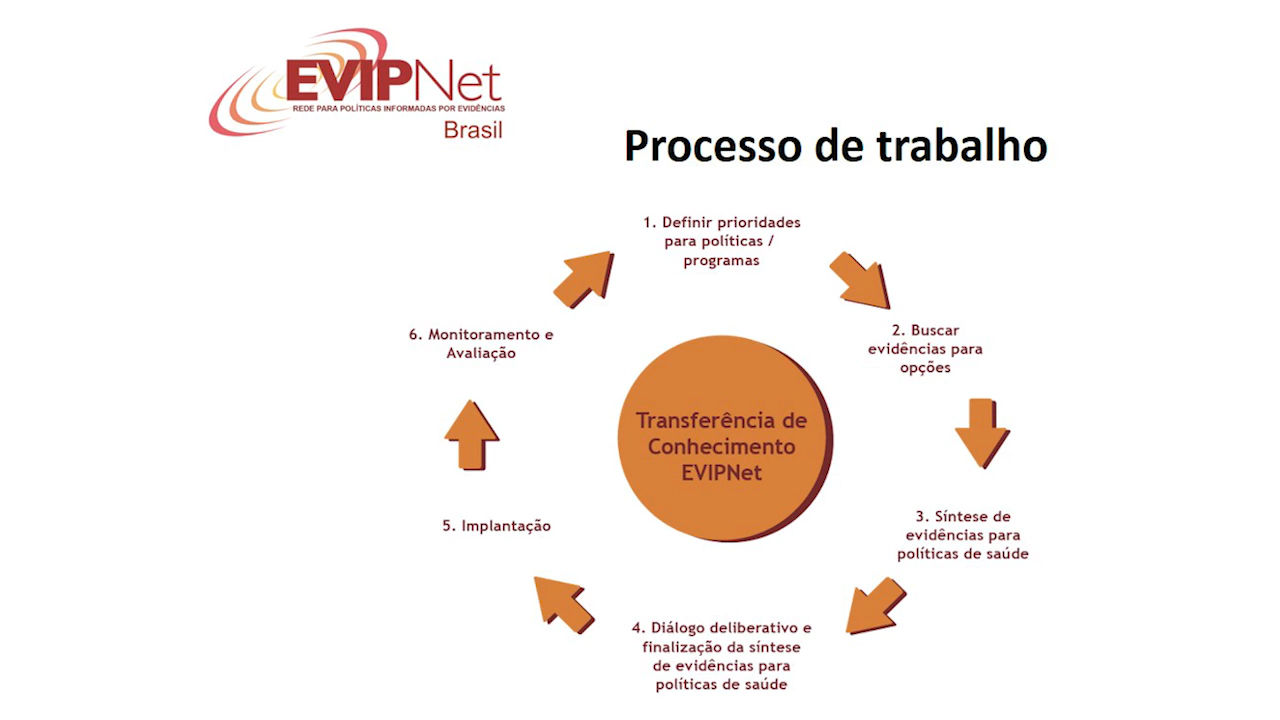 EVIPNet
REDE PARA POLÍTICAS INFORMADAS POR EVIDÊNCIAS
Brasil
Processo de trabalho
1. Definir prioridades
para políticas /
programas
2. Buscar
evidências para
opções
3. Síntese de
evidências para
políticas de saúde
4. Diálogo deliberativo e
finalização da síntese
de evidências para
políticas de saúde
5. Implantação
6. Monitoramento e
Avaliação
Transferência de
Conhecimento
EVIPNet